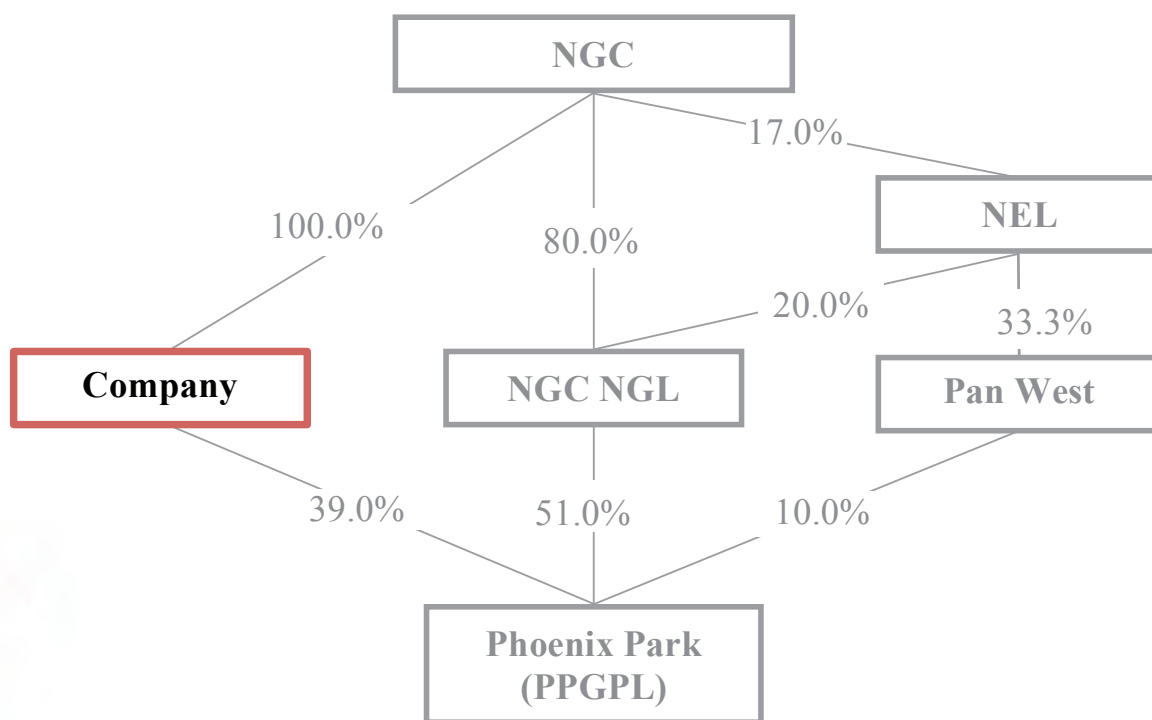 NGC
17.0%
NEL
100.0%
80.0%
20.0%
33.3%
Company
NGC NGL
Pan West
39.0%
51.0%
10.0%
Phoenix Park
(PPGPL)